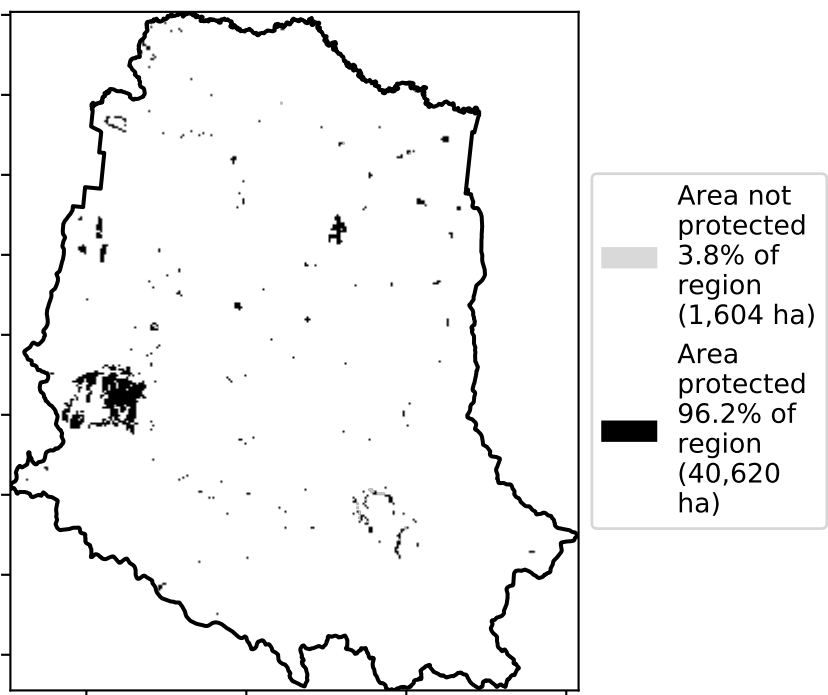 Area not
protected
3.8% of
region
(1,604 ha)
Area
protected
96.2% of
region
(40,620
ha)